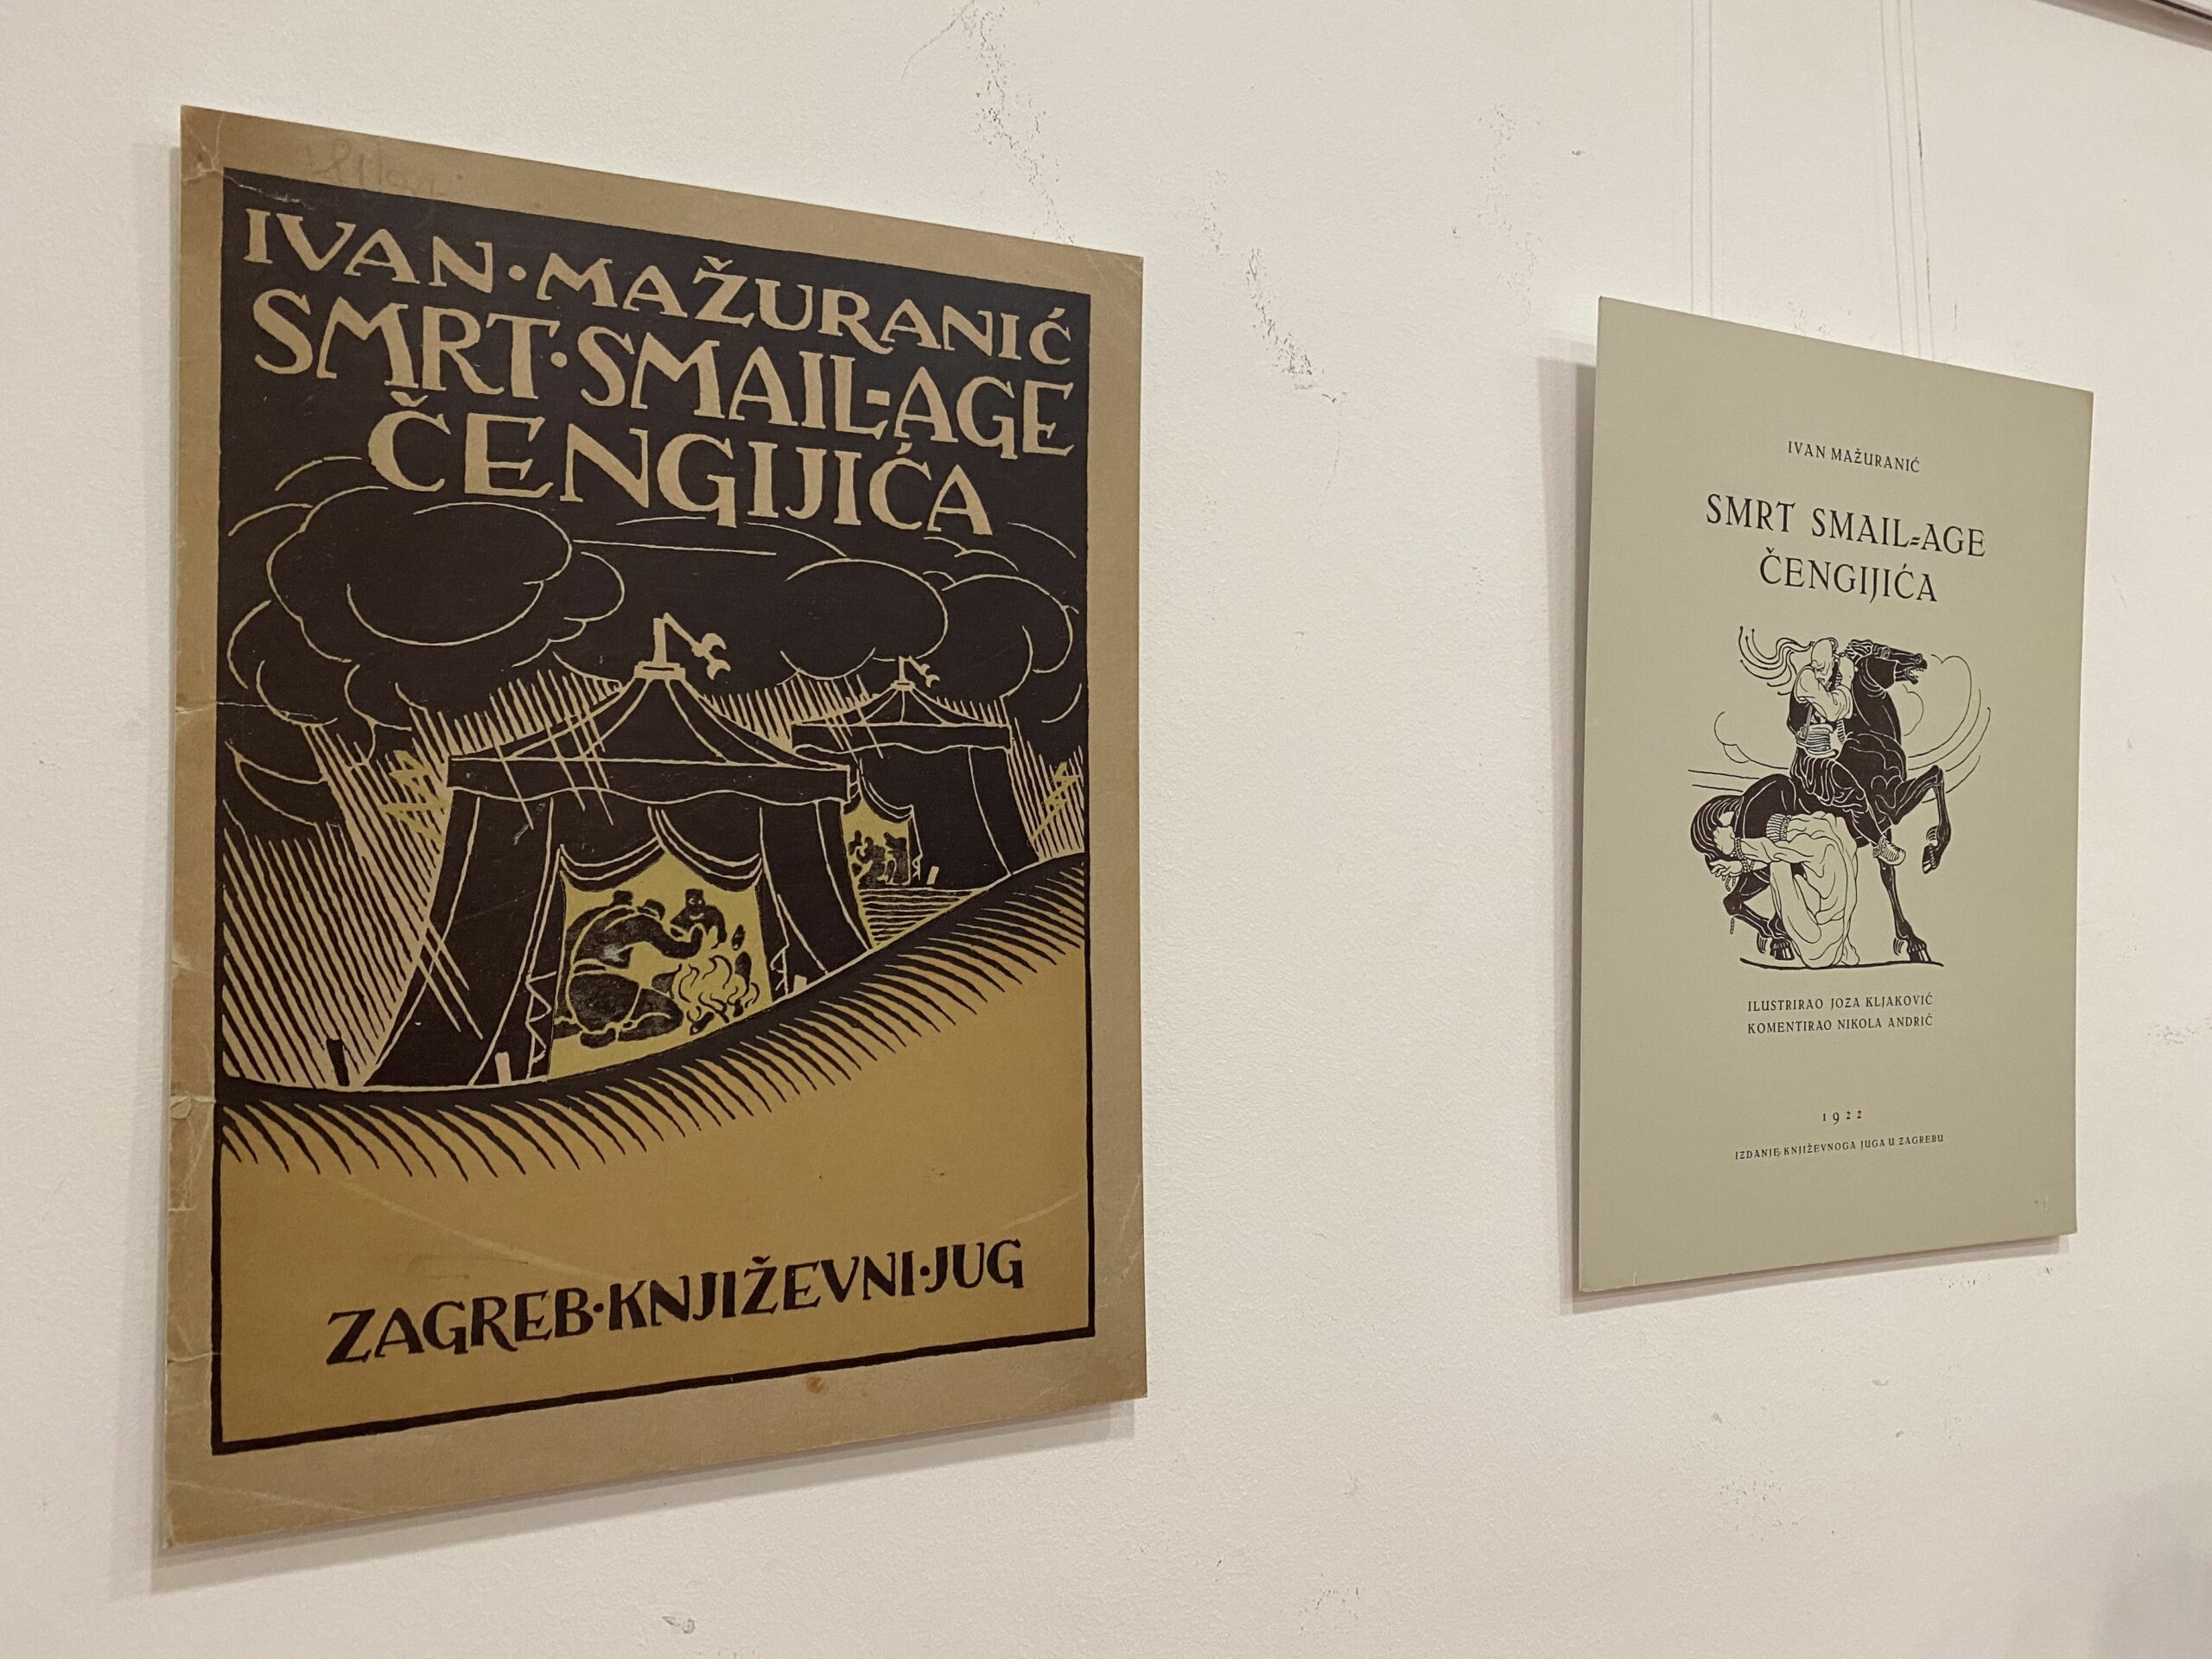 IVAN·MAŽURANIĆ
SMRT·SMAIL-AGE
ČENGIJIĆA
ZAGREB·KNJIŽEVNI·JUG
IVAN MAŽURANIĆ
SMRT SMAIL-AGE
ČENGIJIĆA
ILUSTRIRAO JOZA KLJAKOVIĆ
KOMENTIRAO NIKOLA ANDRIĆ
1922
IZDANJE KNJIŽEVNOGA JUGA U ZAGREBU